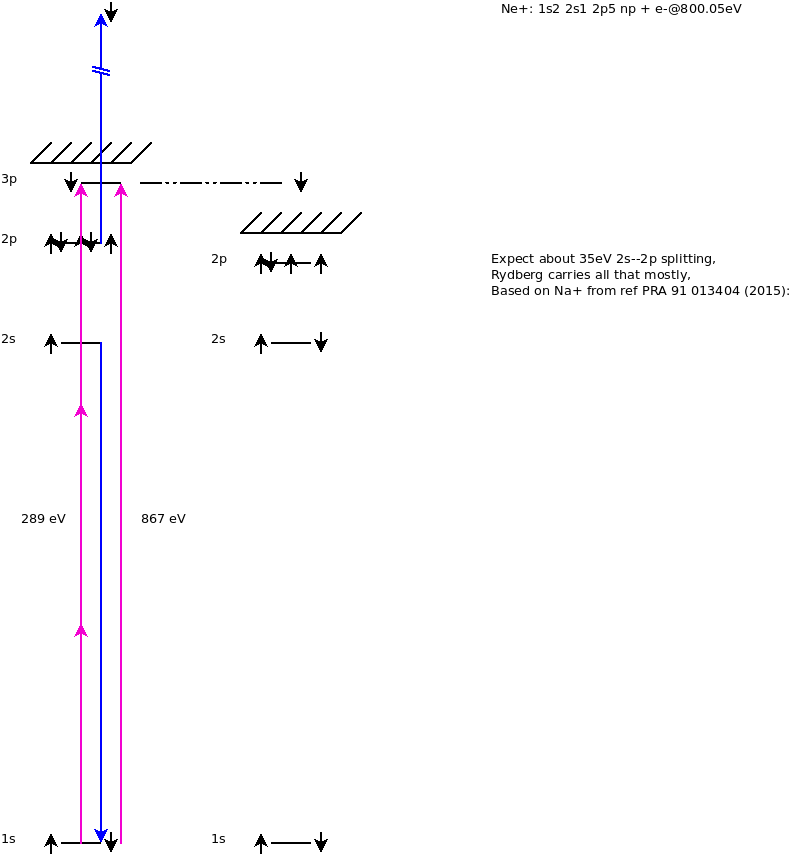 Ne+: 1s2 2s1 2p5 np + e-@800.05eV
3p
2p
2p
Expect about 35eV 2s--2p splitting,
Rydberg carries all that mostly,
Based on Na+ from ref PRA 91 013404 (2015):
2s
2s
289 eV
867 eV
1s
1s